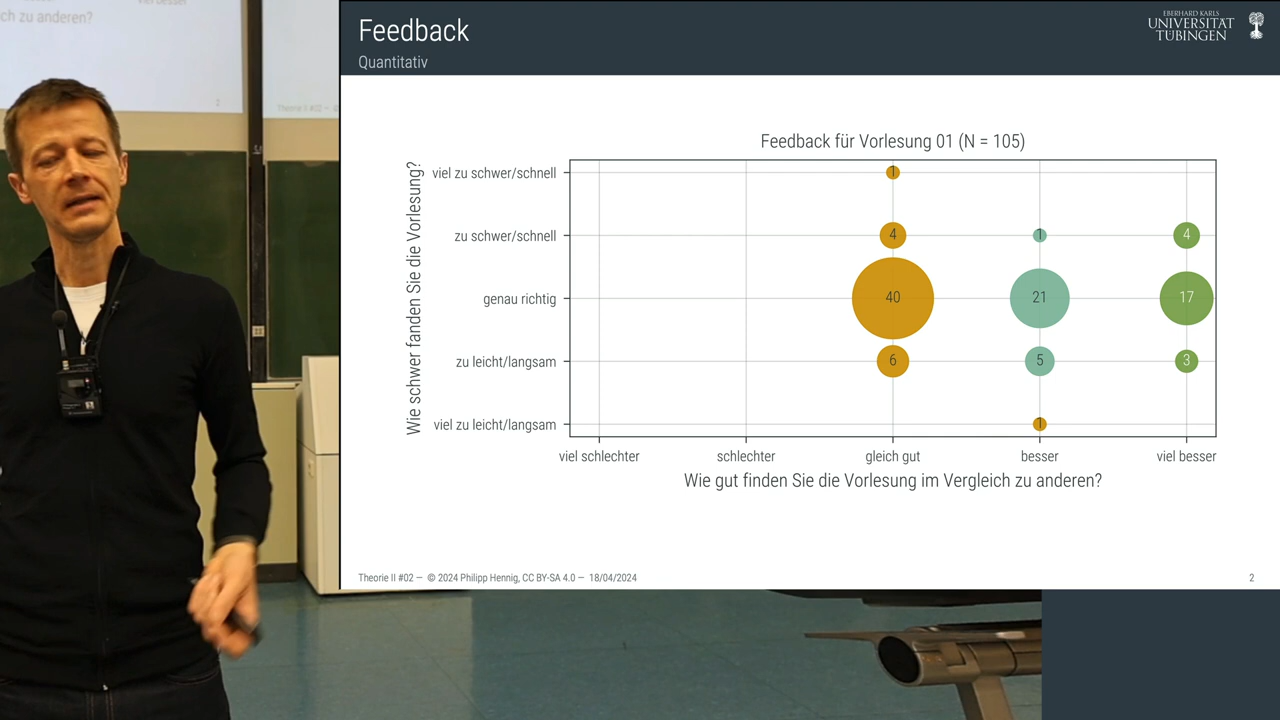 ch zu anderen?
viel besser
2
Theorie II #02 –
Feedback
Quantitativ
EBERHARD KARLS
UNIVERSITÄT
TÜBINGEN
Feedback für Vorlesung 01 (N = 105)
Wie schwer fanden Sie die Vorlesung?
viel zu schwer/schnell
1
zu schwer/schnell
4
1
4
genau richtig
40
21
17
zu leicht/langsam
6
5
3
viel zu leicht/langsam
1
viel schlechter
schlechter
gleich gut
besser
viel besser
Wie gut finden Sie die Vorlesung im Vergleich zu anderen?
Theorie II #02 — © 2024 Philipp Hennig, CC BY-SA 4.0 — 18/04/2024
2